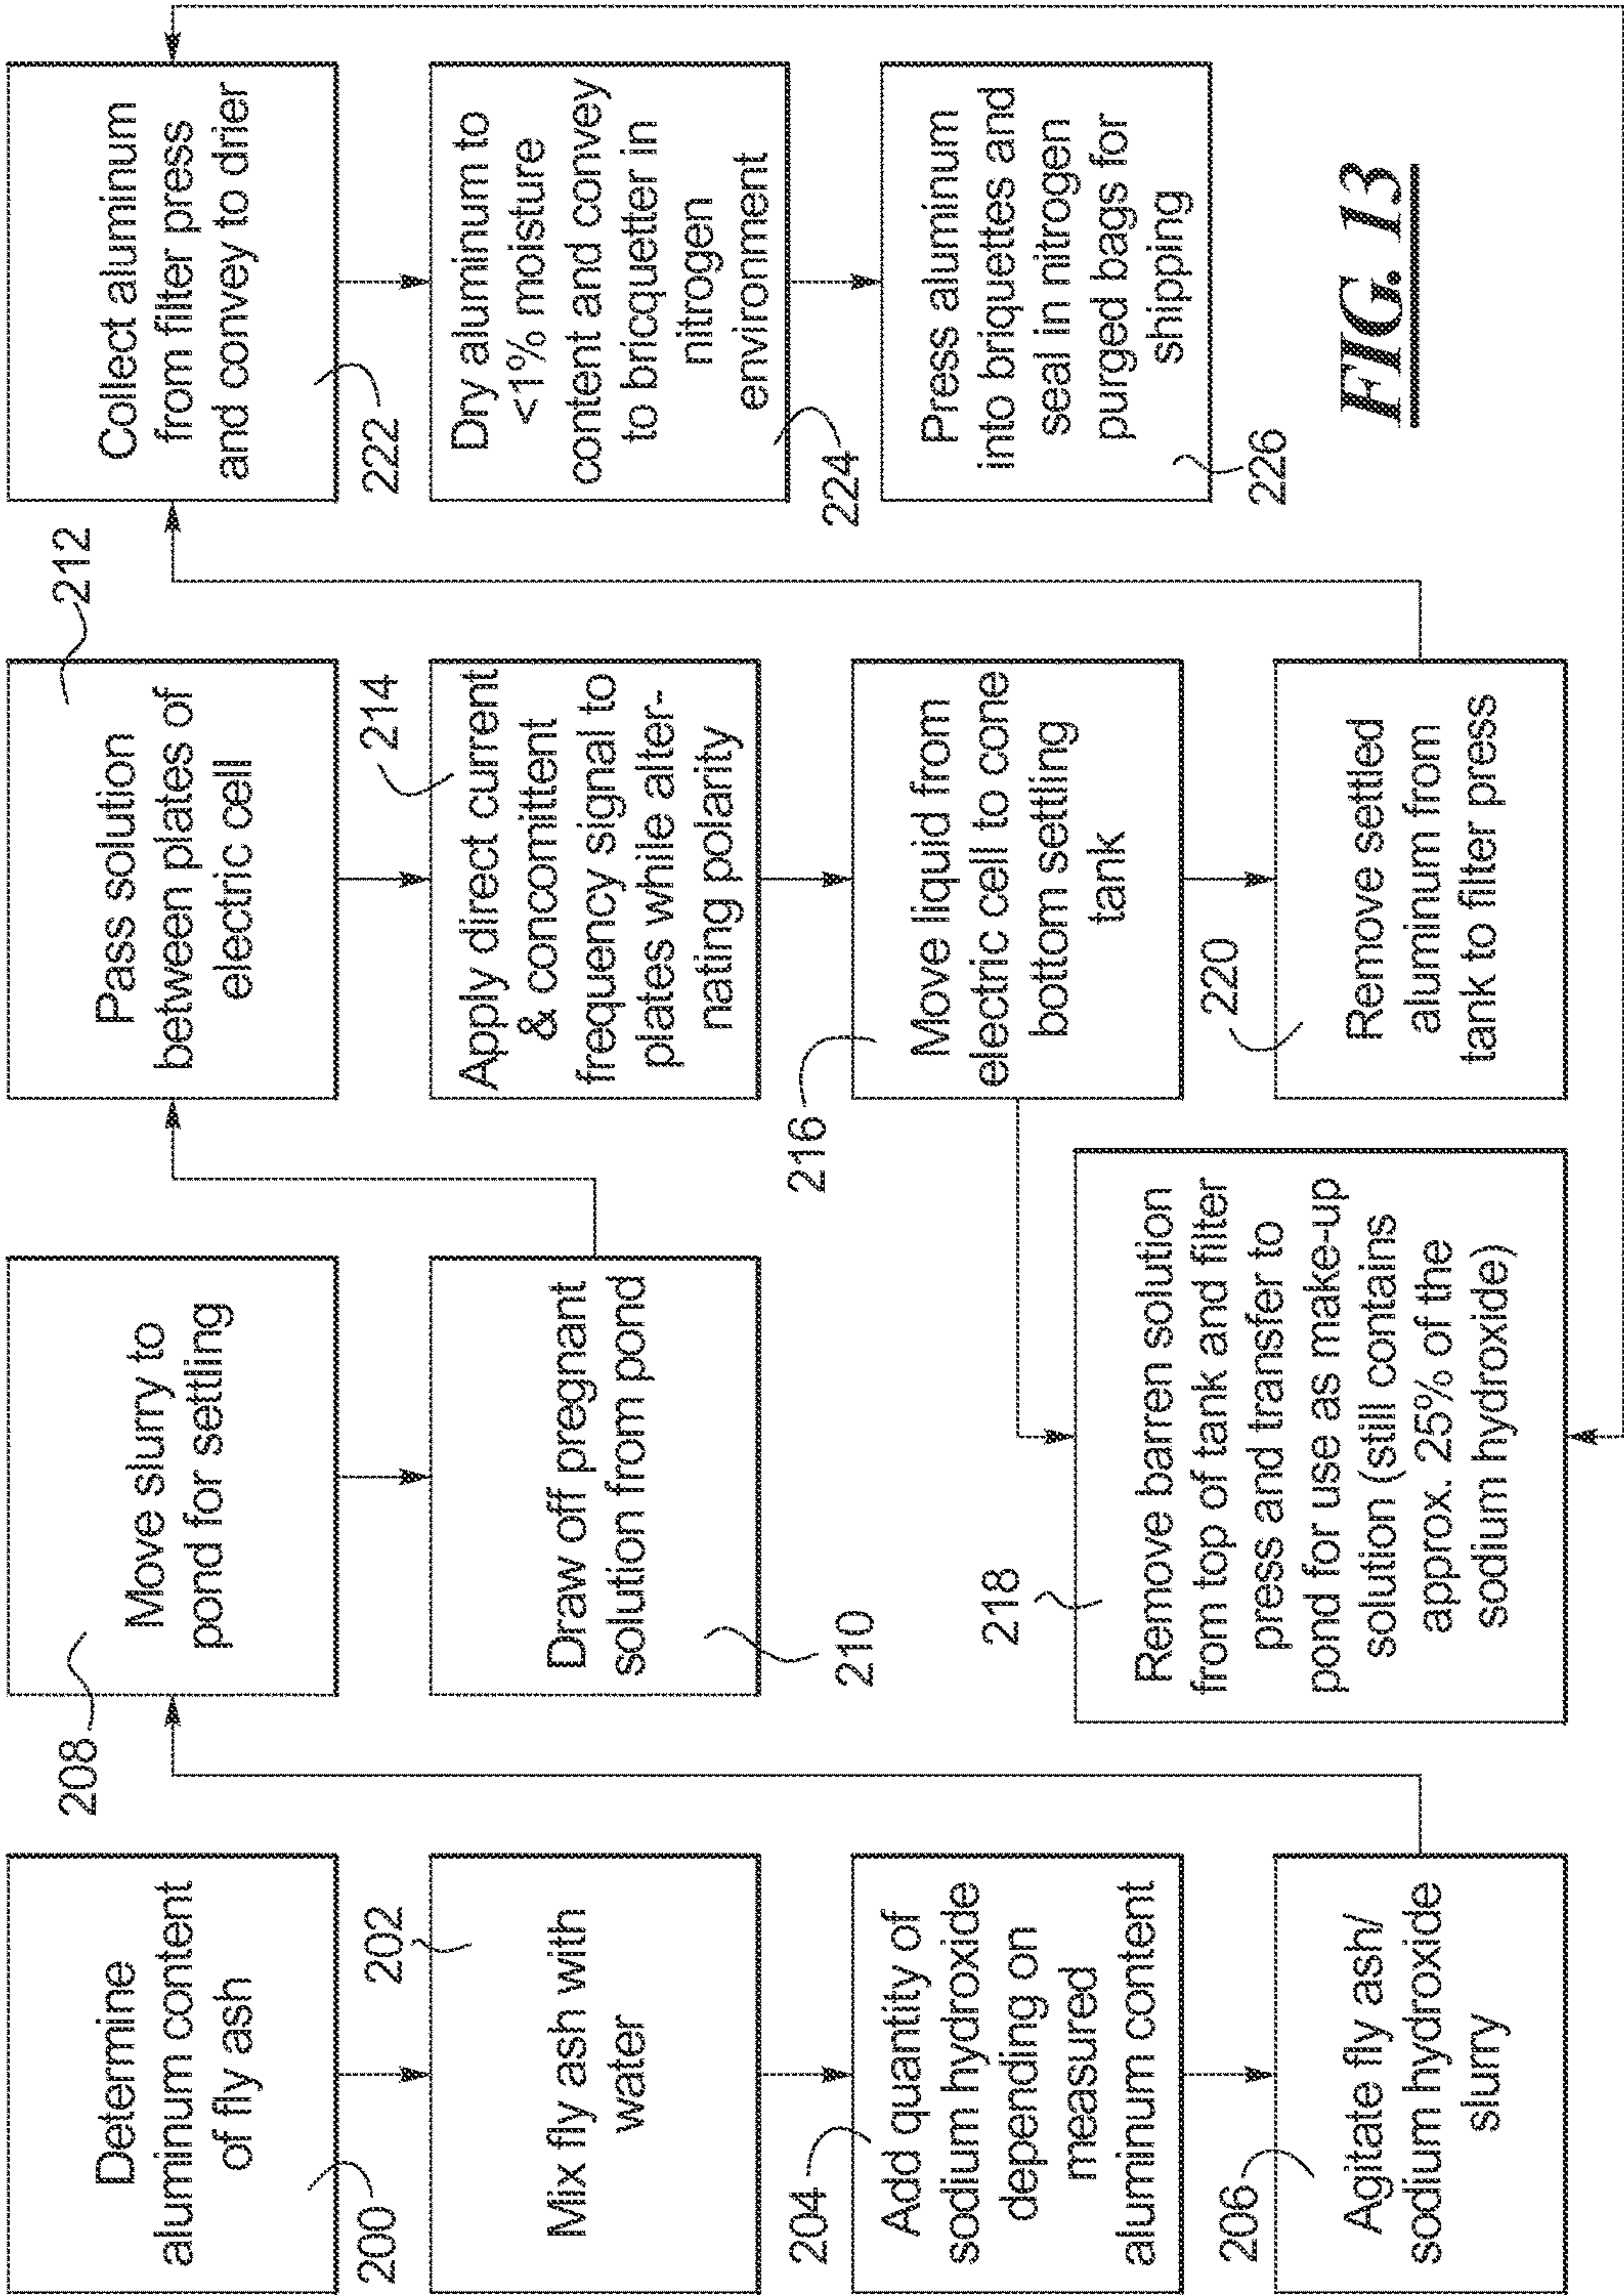 Determine
aluminum content
of fly ash
200
202
Mix fly ash with
water
204
Add quantity of
sodium hydroxide
depending on
measured
aluminum content
206
Agitate fly ash/
sodium hydroxide
slurry
208
Move slurry to
pond for settling
Draw off pregnant
solution from pond
210
212
Pass solution
between plates of
electric cell
214
Apply direct current
& concomittent
frequency signal to
plates while alter-
nating polarity
216
Move liquid from
electric cell to cone
bottom settling
tank
218
Remove barren solution
from top of tank and filter
press and transfer to
pond for use as make-up
solution (still contains
approx. 25% of the
sodium hydroxide)
220
Remove settled
aluminum from
tank to filter press
Collect aluminum
from filter press
and convey to drier
222
Dry aluminum to
<1% moisture
content and convey
to bricquetter in
nitrogen
environment
224
Press aluminum
into briquettes and
seal in nitrogen
purged bags for
shipping
226
FIG. 13